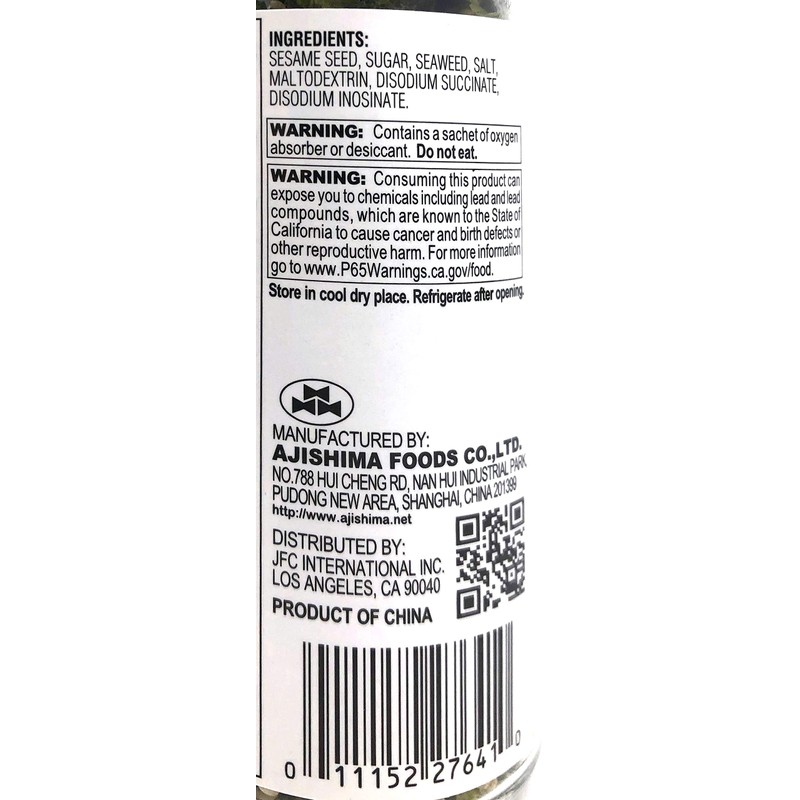 INGREDIENTS:
SESAME SEED, SUGAR, SEAWEED, SALT,
MALTODEXTRIN, DISODIUM SUCCINATE,
DISODIUM INOSINATE.
WARNING: Contains a sachet of oxygen
absorber or desiccant. Do not eat.
WARNING: Consuming this product can
expose you to chemicals including lead and lead
compounds, which are known to the State of
California to cause cancer and birth defects or
other reproductive harm. For more information
go to www.P65Warnings.ca.gov/food.
Store in cool dry place. Refrigerate after opening.
MANUFACTURED BY:
AJISHIMA FOODS CO.,LTD.
NO.788 HUI CHENG RD, NAN HUI INDUSTRIAL PARK,
PUDONG NEW AREA, SHANGHAI, CHINA 201399
http://www.ajishima.net
DISTRIBUTED BY:
JFC INTERNATIONAL INC.
LOS ANGELES, CA 90040
PRODUCT OF CHINA
0 11152 27641 0